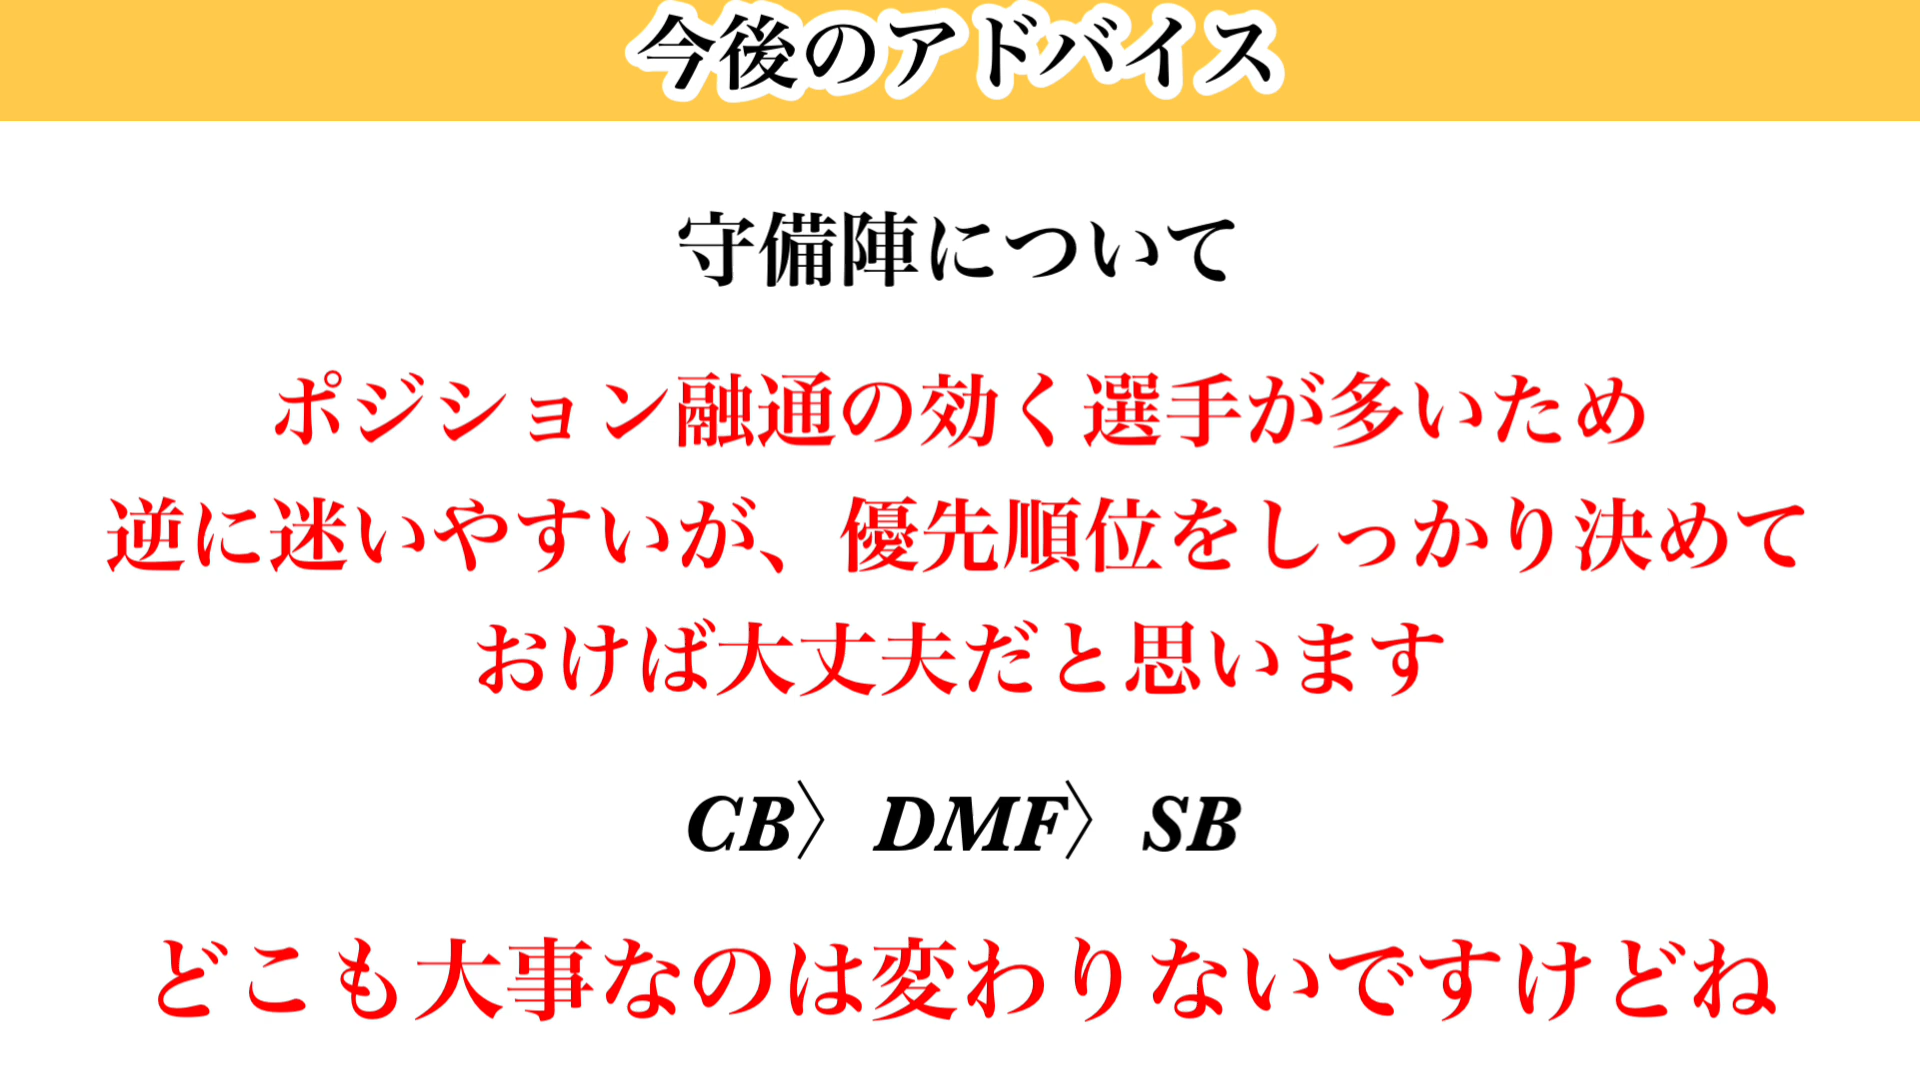 今後のアドバイス
守備陣について
ポジション融通の効く選手が多いため
逆に迷いやすいが、優先順位をしっかり決めて
おけば大丈夫だと思います
CB〉DMF〉SB
どこも大事なのは変わりないですけどね